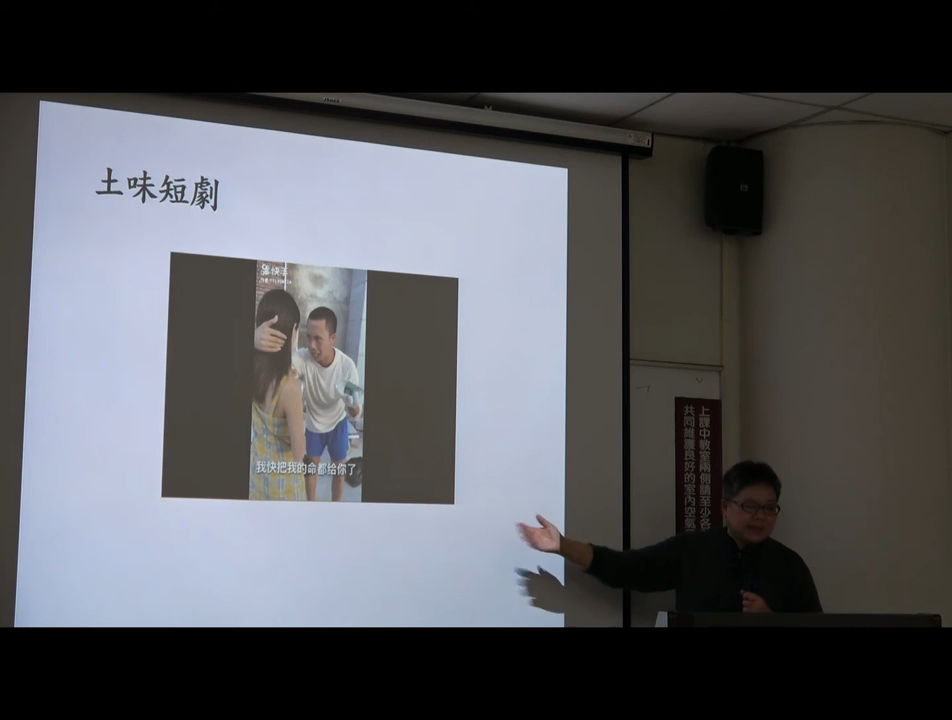 土味短劇
快手
我快把我的命都给你了
上課中教室兩側請至少各
共同維護良好的室內空氣